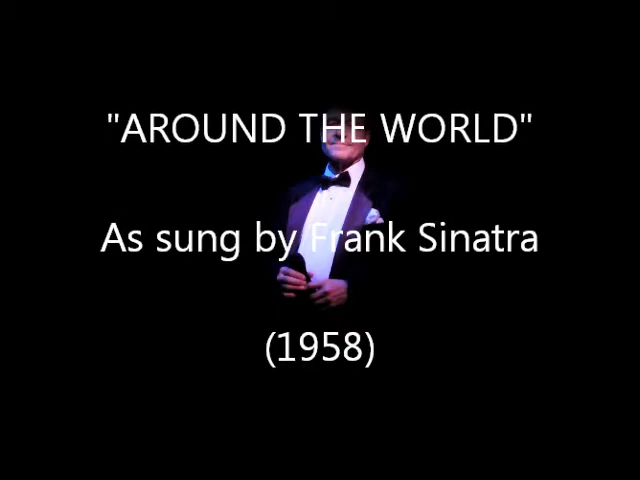 "AROUND THE WORLD"
As sung by Frank Sinatra
(1958)